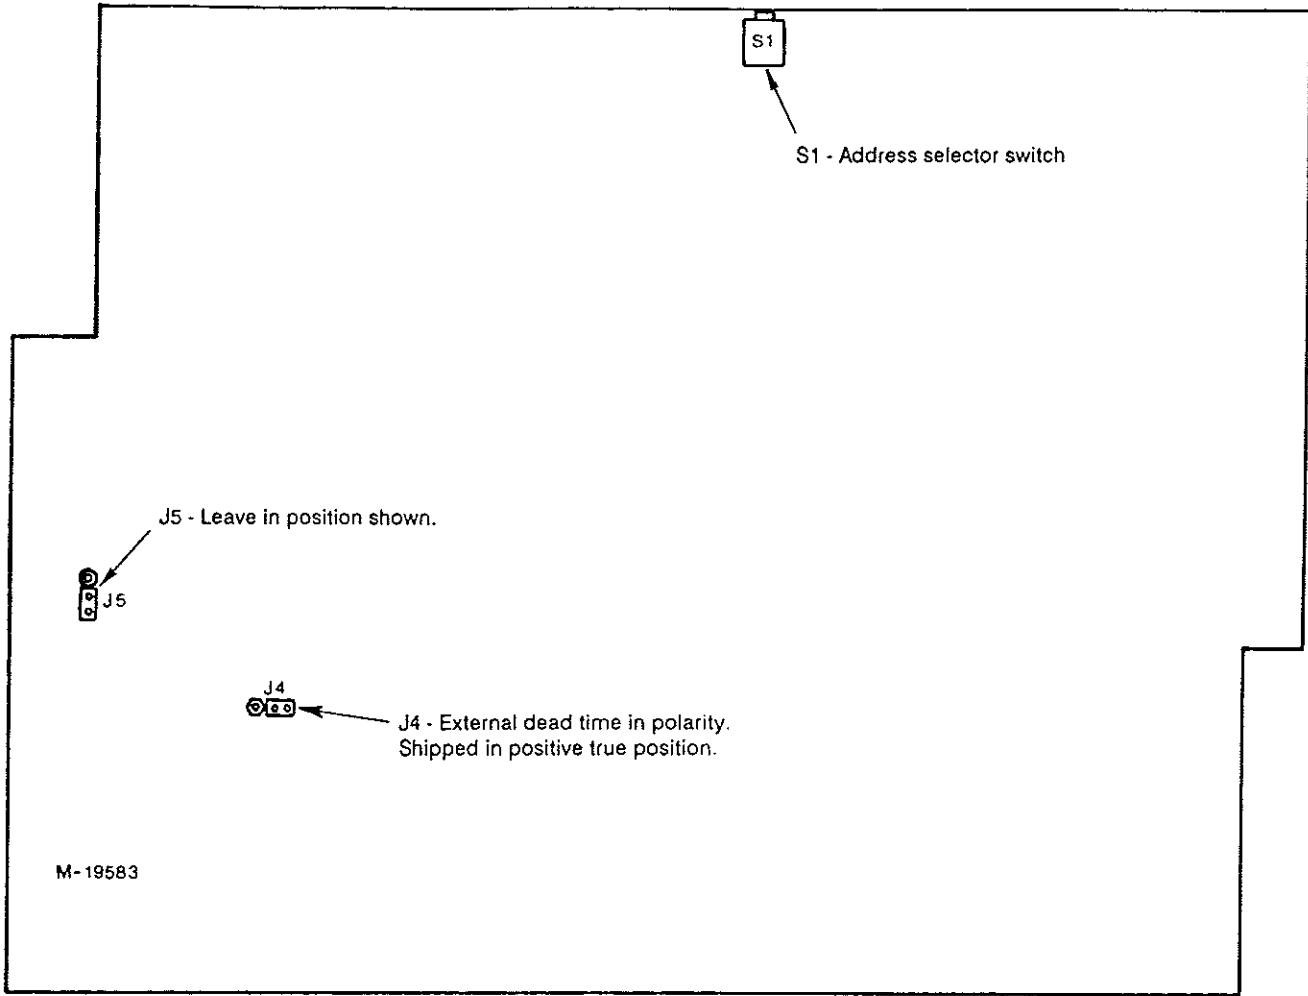 S1
S1 - Address selector switch
J5 - Leave in position shown.
J5
J4
J4 - External dead time in polarity.
Shipped in positive true position.
M-19583